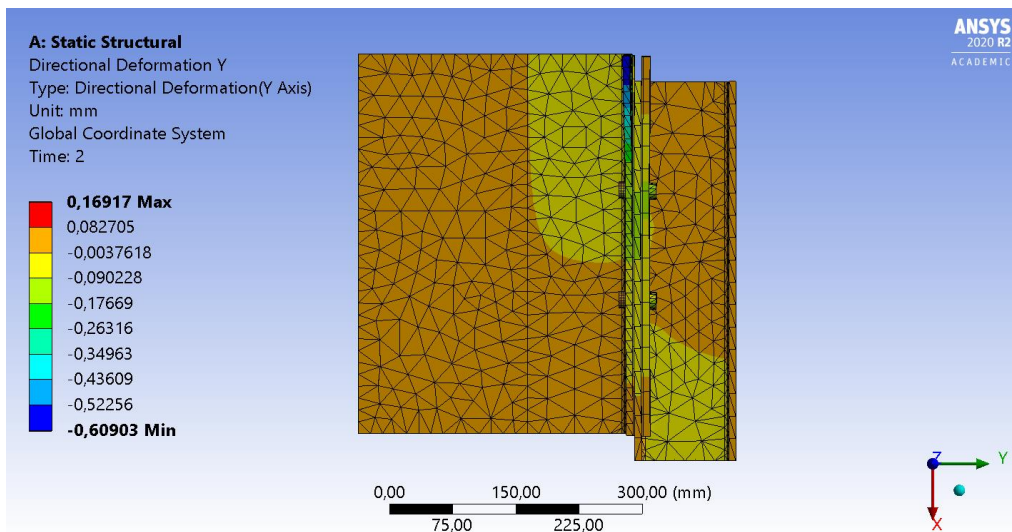 A: Static Structural
Directional Deformation Y
Type: Directional Deformation(Y Axis)
Unit: mm
Global Coordinate System
Time: 2
0,16917 Max
0,082705
-0,0037618
-0,090228
-0,17669
-0,26316
-0,34963
-0,43609
-0,52256
-0,60903 Min
ANSYS
2020 R2
ACADEMIC
0,00 150,00 300,00 (mm)
75,00 225,00
Z Y
X